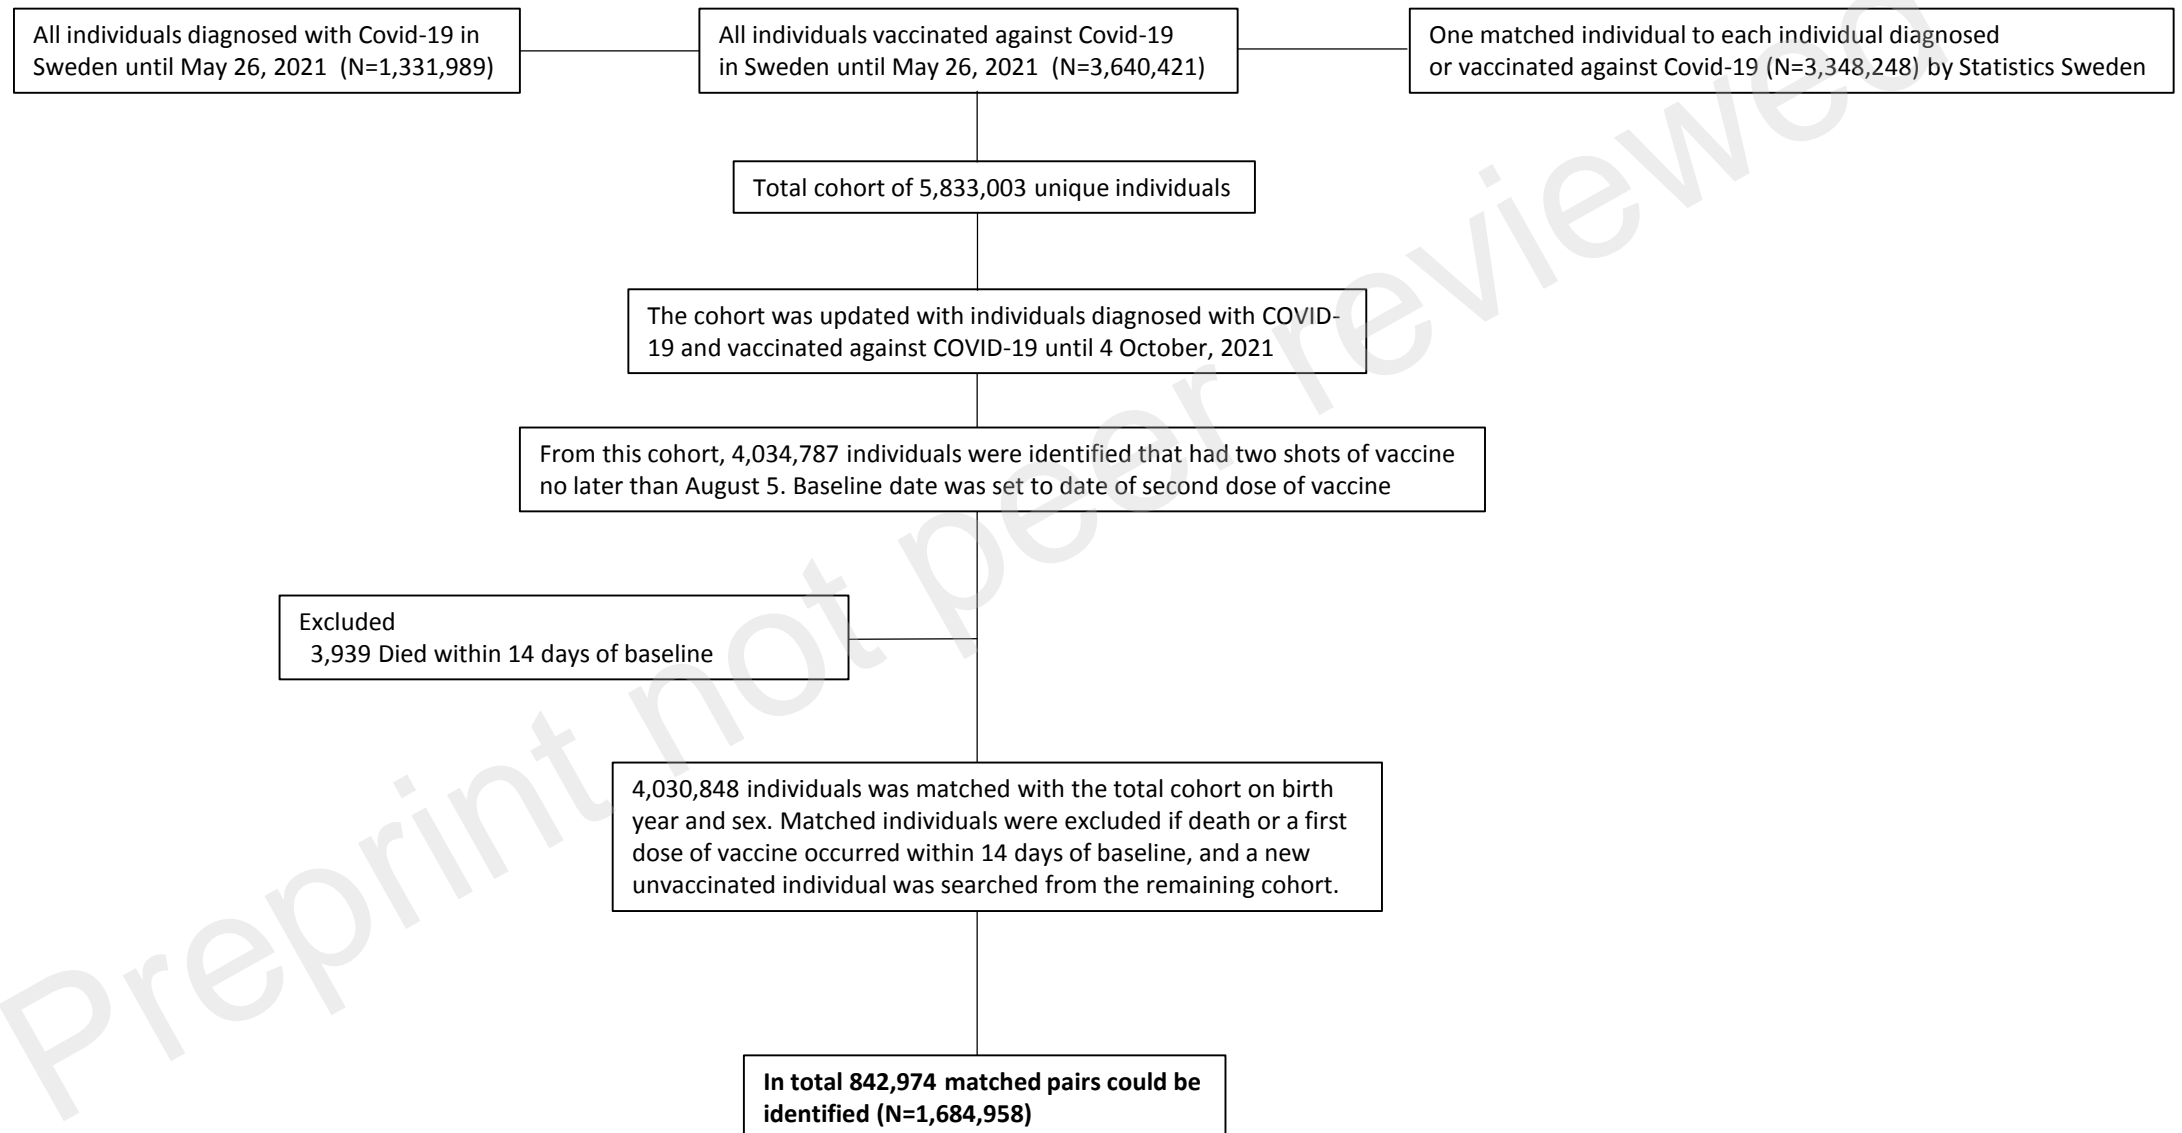 All individuals diagnosed with Covid-19 in
Sweden until May 26, 2021 (N=1,331,989)
All individuals vaccinated against Covid-19
in Sweden until May 26, 2021 (N=3,640,421)
One matched individual to each individual diagnosed
or vaccinated against Covid-19 (N=3,348,248) by Statistics Sweden
Total cohort of 5,833,003 unique individuals
The cohort was updated with individuals diagnosed with COVID-
19 and vaccinated against COVID-19 until 4 October, 2021
From this cohort, 4,034,787 individuals were identified that had two shots of vaccine
no later than August 5. Baseline date was set to date of second dose of vaccine
Excluded
3,939 Died within 14 days of baseline
4,030,848 individuals was matched with the total cohort on birth
year and sex. Matched individuals were excluded if death or a first
dose of vaccine occurred within 14 days of baseline, and a new
unvaccinated individual was searched from the remaining cohort.
In total 842,974 matched pairs could be
identified (N=1,684,958)
Preprint not peer reviewed